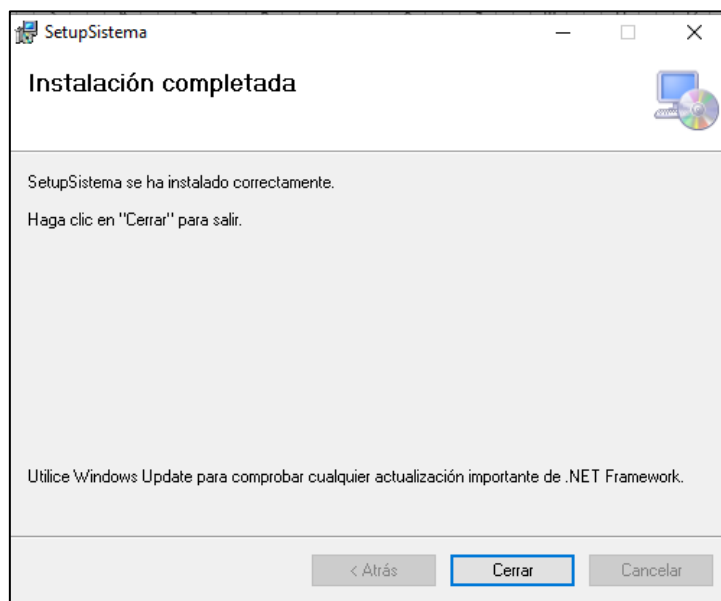 SetupSistema
Instalación completada
SetupSistema se ha instalado correctamente.
Haga clic en "Cerrar" para salir.
Utilice Windows Update para comprobar cualquier actualización importante de .NET Framework.
< Atrás
Cerrar
Cancelar